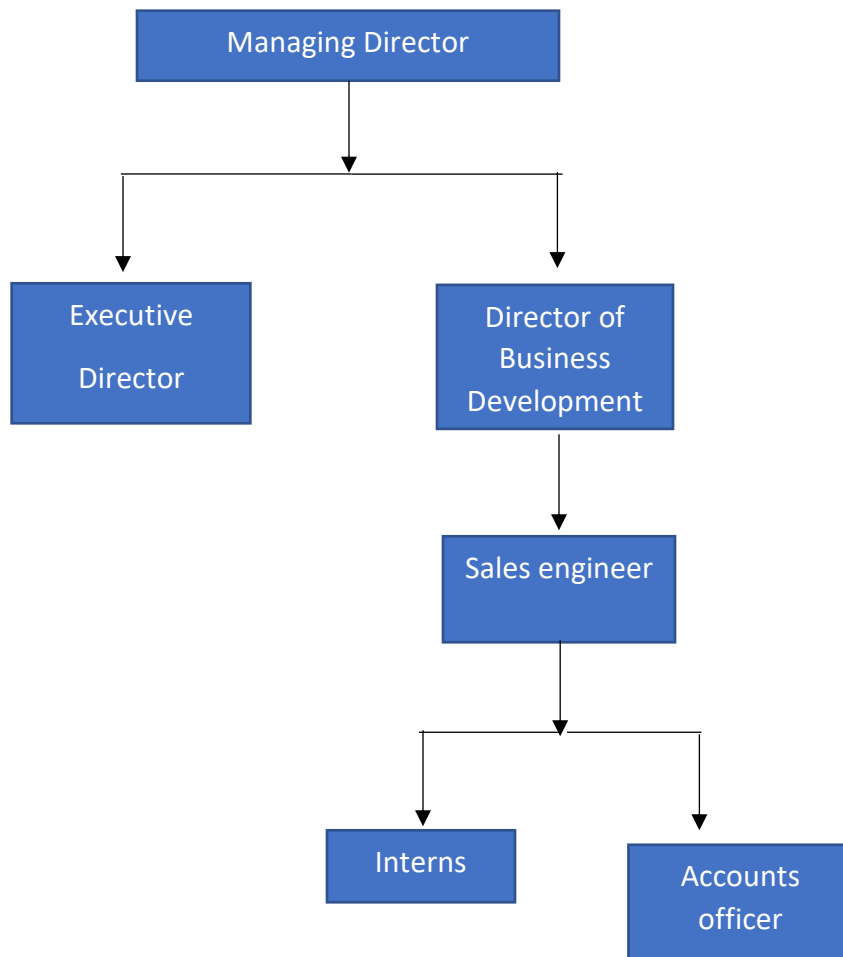 Managing Director
Executive
Director
Director of
Business
Development
Sales engineer
Interns
Accounts
officer